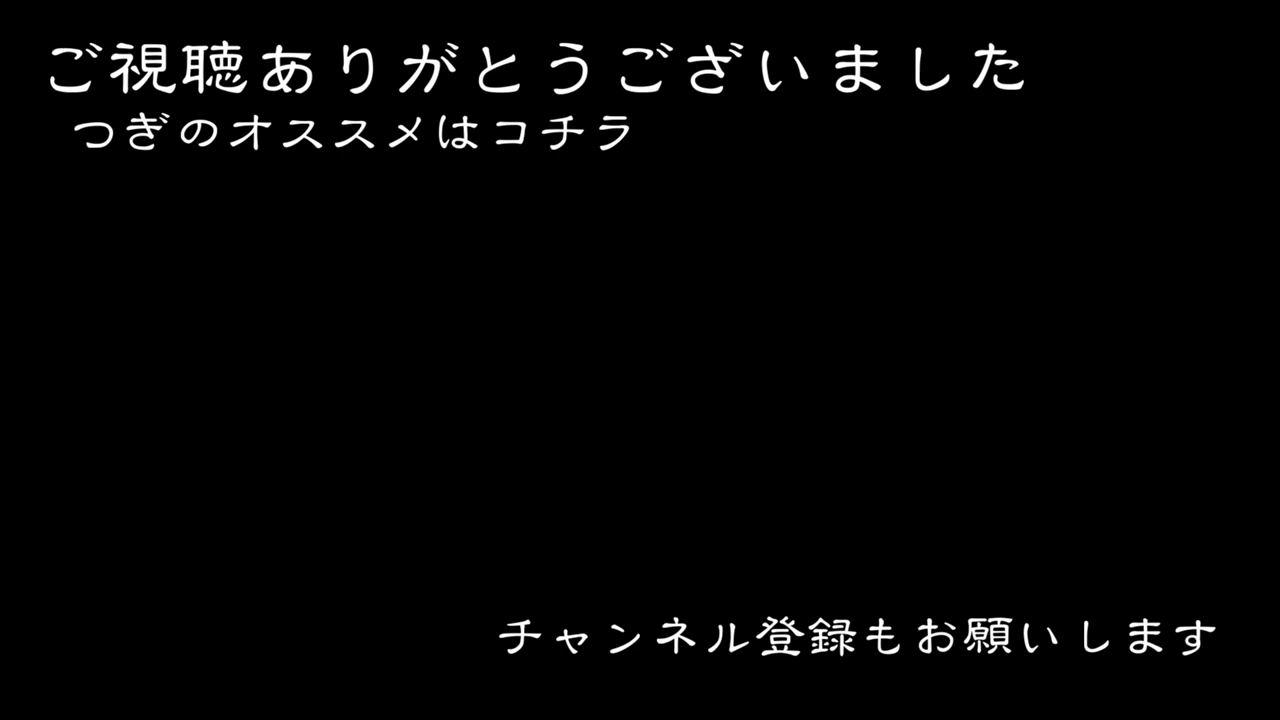 ご視聴ありがとうございました
つぎのオススメはコチラ
チャンネル登録もお願いします